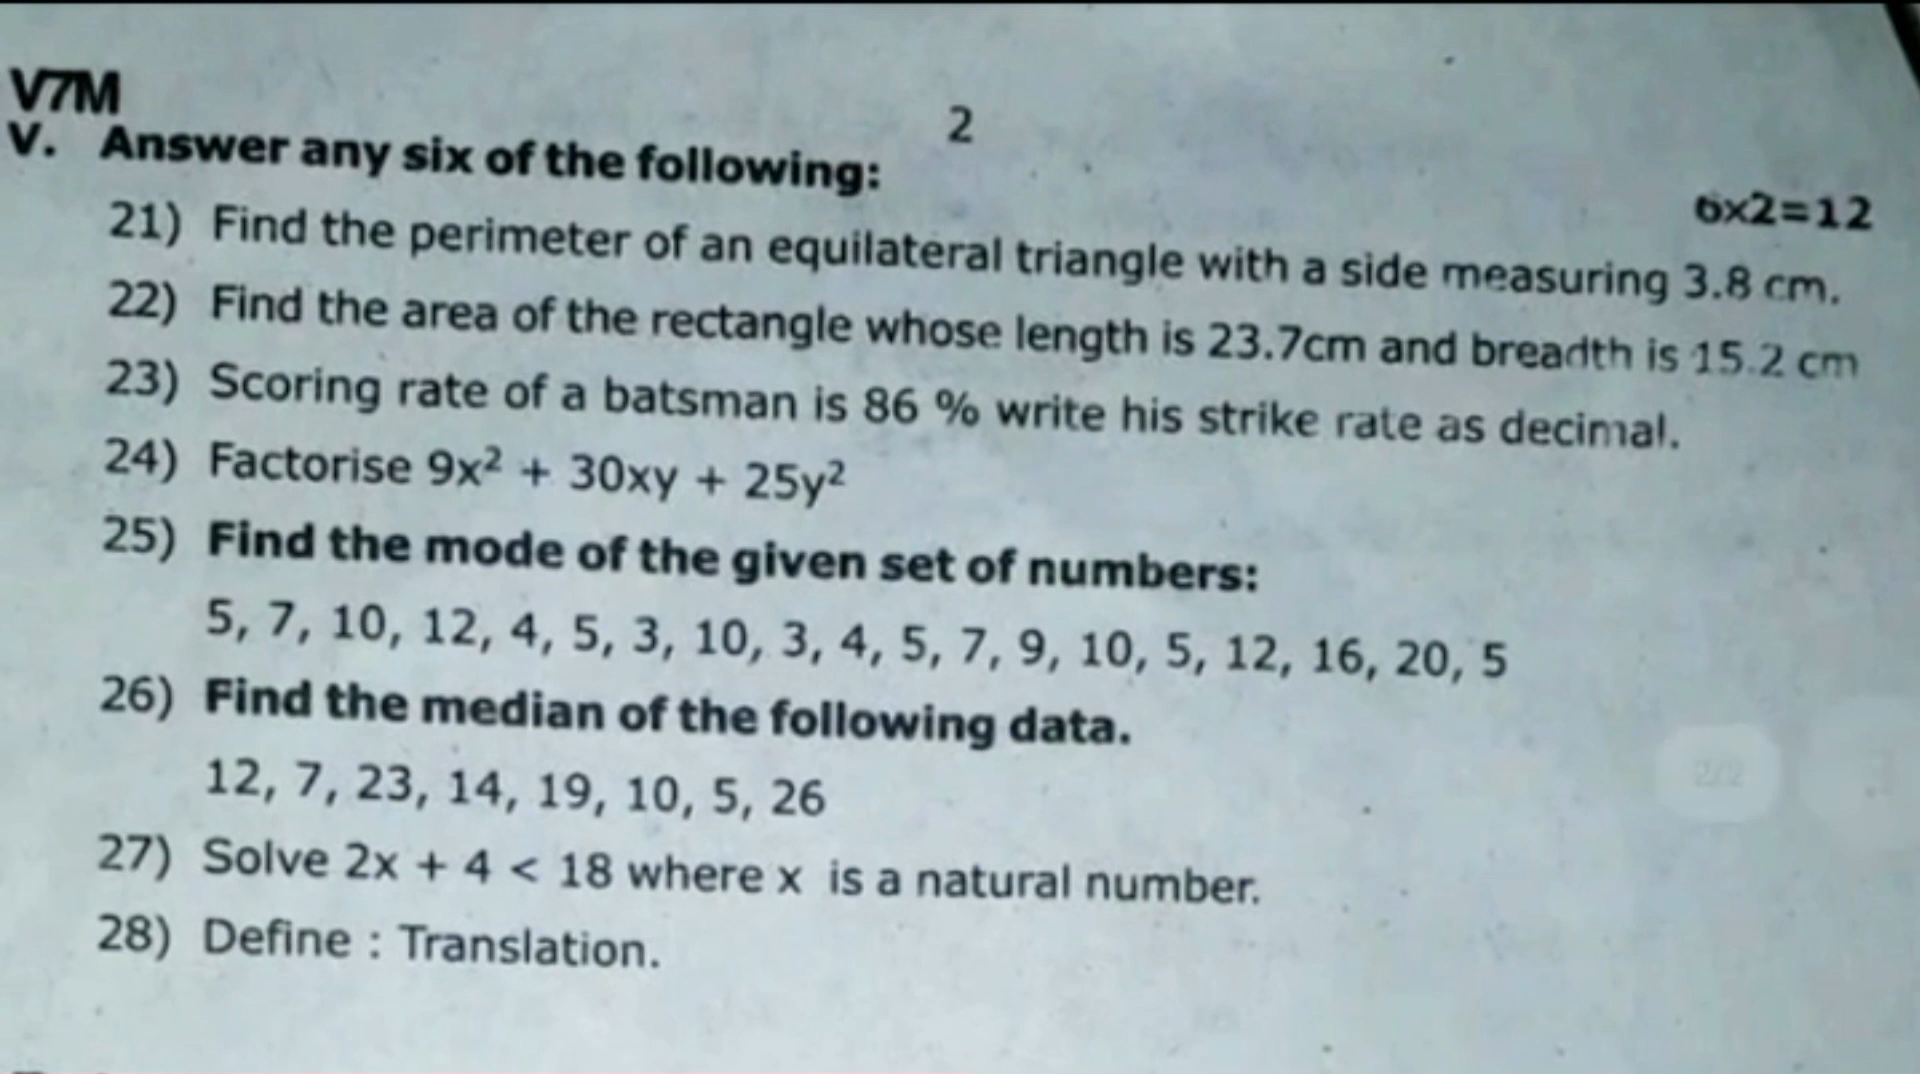 V7M
2
V. Answer any six of the following:
6x2=12
21) Find the perimeter of an equilateral triangle with a side measuring 3.8 cm.
22) Find the area of the rectangle whose length is 23.7cm and breadth is 15.2 cm
23) Scoring rate of a batsman is 86 % write his strike rate as decimal.
24) Factorise 9x² + 30xy + 25y²
25) Find the mode of the given set of numbers:
5, 7, 10, 12, 4, 5, 3, 10, 3, 4, 5, 7, 9, 10, 5, 12, 16, 20, 5
26) Find the median of the following data.
12, 7, 23, 14, 19, 10, 5, 26
2/2
27) Solve 2x + 4 < 18 where x is a natural number.
28) Define : Translation.